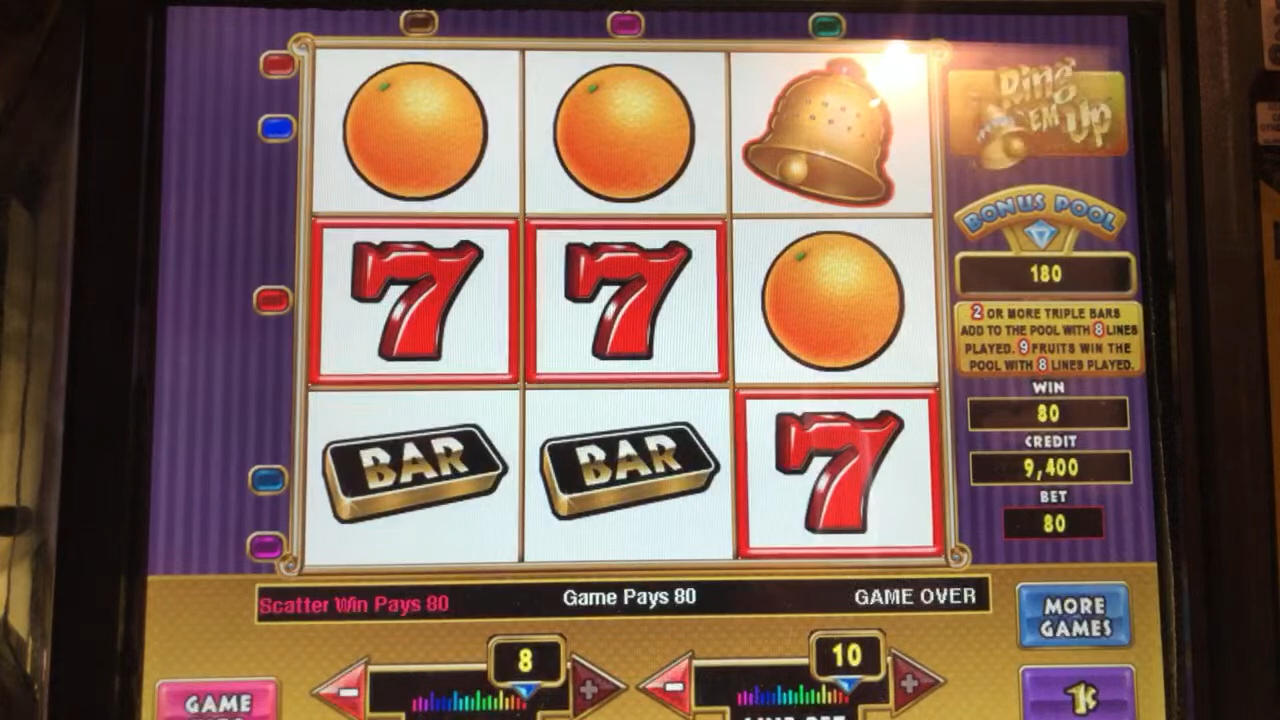 Ring
'EM Up
BONUS POOL
180
2 OR MORE TRIPLE BARS
ADD TO THE POOL WITH 8 LINES
PLAYED. 9 FRUITS WIN THE
POOL WITH 8 LINES PLAYED.
WIN
80
CREDIT
9,400
BET
80
7 7
7
BAR BAR
Scatter Win Pays 80 Game Pays 80 GAME OVER
MORE
GAMES
8 10
GAME
LINE BET
1¢